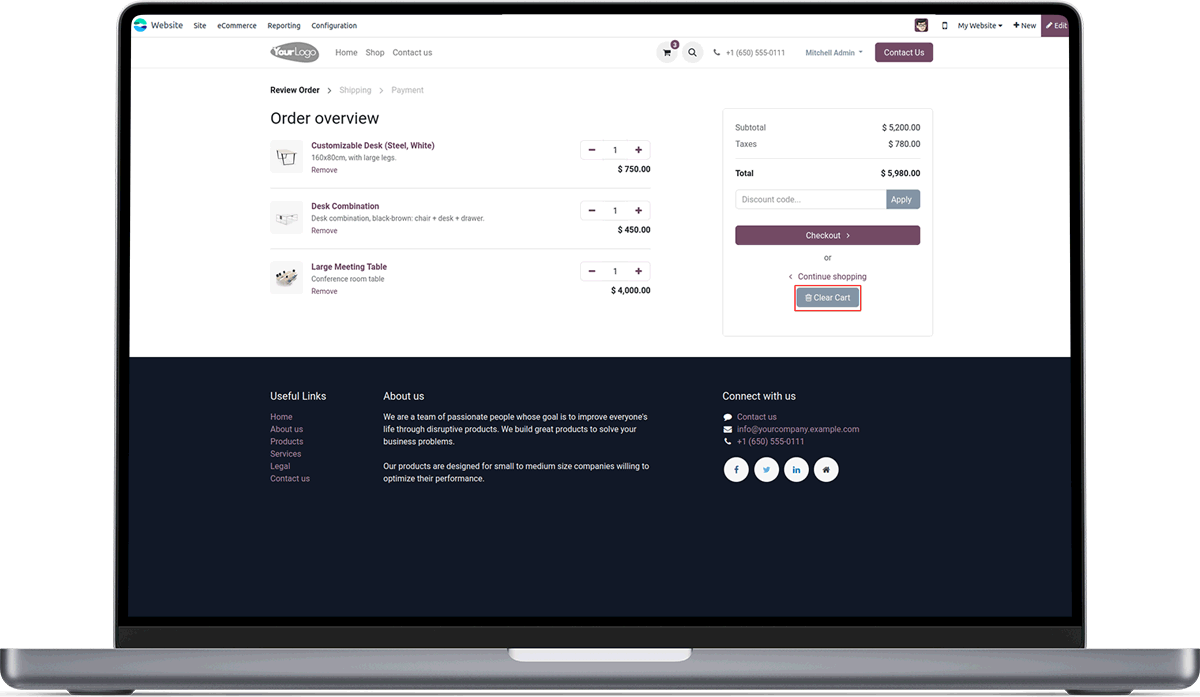 Website Site eCommerce Reporting Configuration My Website + New Edit
YourLogo Home Shop Contact us 3 +1 (650) 555-0111 Mitchell Admin Contact Us
Review Order > Shipping > Payment
Order overview
Customizable Desk (Steel, White)
160x80cm, with large legs.
Remove
− 1 +
$ 750.00
Desk Combination
Desk combination, black-brown: chair + desk + drawer.
Remove
− 1 +
$ 450.00
Large Meeting Table
Conference room table
Remove
− 1 +
$ 4,000.00
Subtotal $ 5,200.00
Taxes $ 780.00
Total $ 5,980.00
Discount code... Apply
Checkout >
or
< Continue shopping
Clear Cart
Useful Links
Home
About us
Products
Services
Legal
Contact us
About us
We are a team of passionate people whose goal is to improve everyone's
life through disruptive products. We build great products to solve your
business problems.
Our products are designed for small to medium size companies willing to
optimize their performance.
Connect with us
Contact us
info@yourcompany.example.com
+1 (650) 555-0111